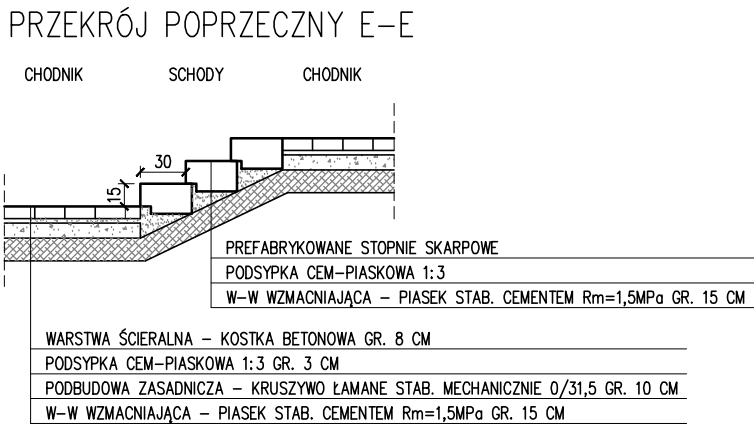 PRZEKRÓJ POPRZECZNY E-E
CHODNIK SCHODY CHODNIK
30
15
PREFABRYKOWANE STOPNIE SKARPOWE
PODSYPKA CEM-PIASKOWA 1:3
W-W WZMACNIAJĄCA - PIASEK STAB. CEMENTEM Rm=1,5MPa GR. 15 CM
WARSTWA ŚCIERALNA - KOSTKA BETONOWA GR. 8 CM
PODSYPKA CEM-PIASKOWA 1:3 GR. 3 CM
PODBUDOWA ZASADNICZA - KRUSZYWO ŁAMANE STAB. MECHANICZNIE 0/31,5 GR. 10 CM
W-W WZMACNIAJĄCA - PIASEK STAB. CEMENTEM Rm=1,5MPa GR. 15 CM